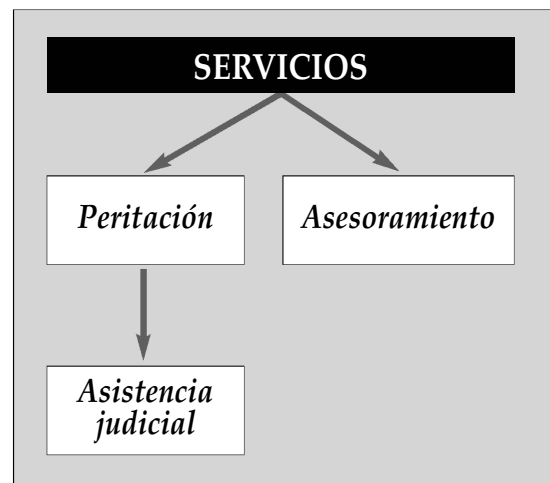 SERVICIOS
Peritación
Asesoramiento
Asistencia
judicial